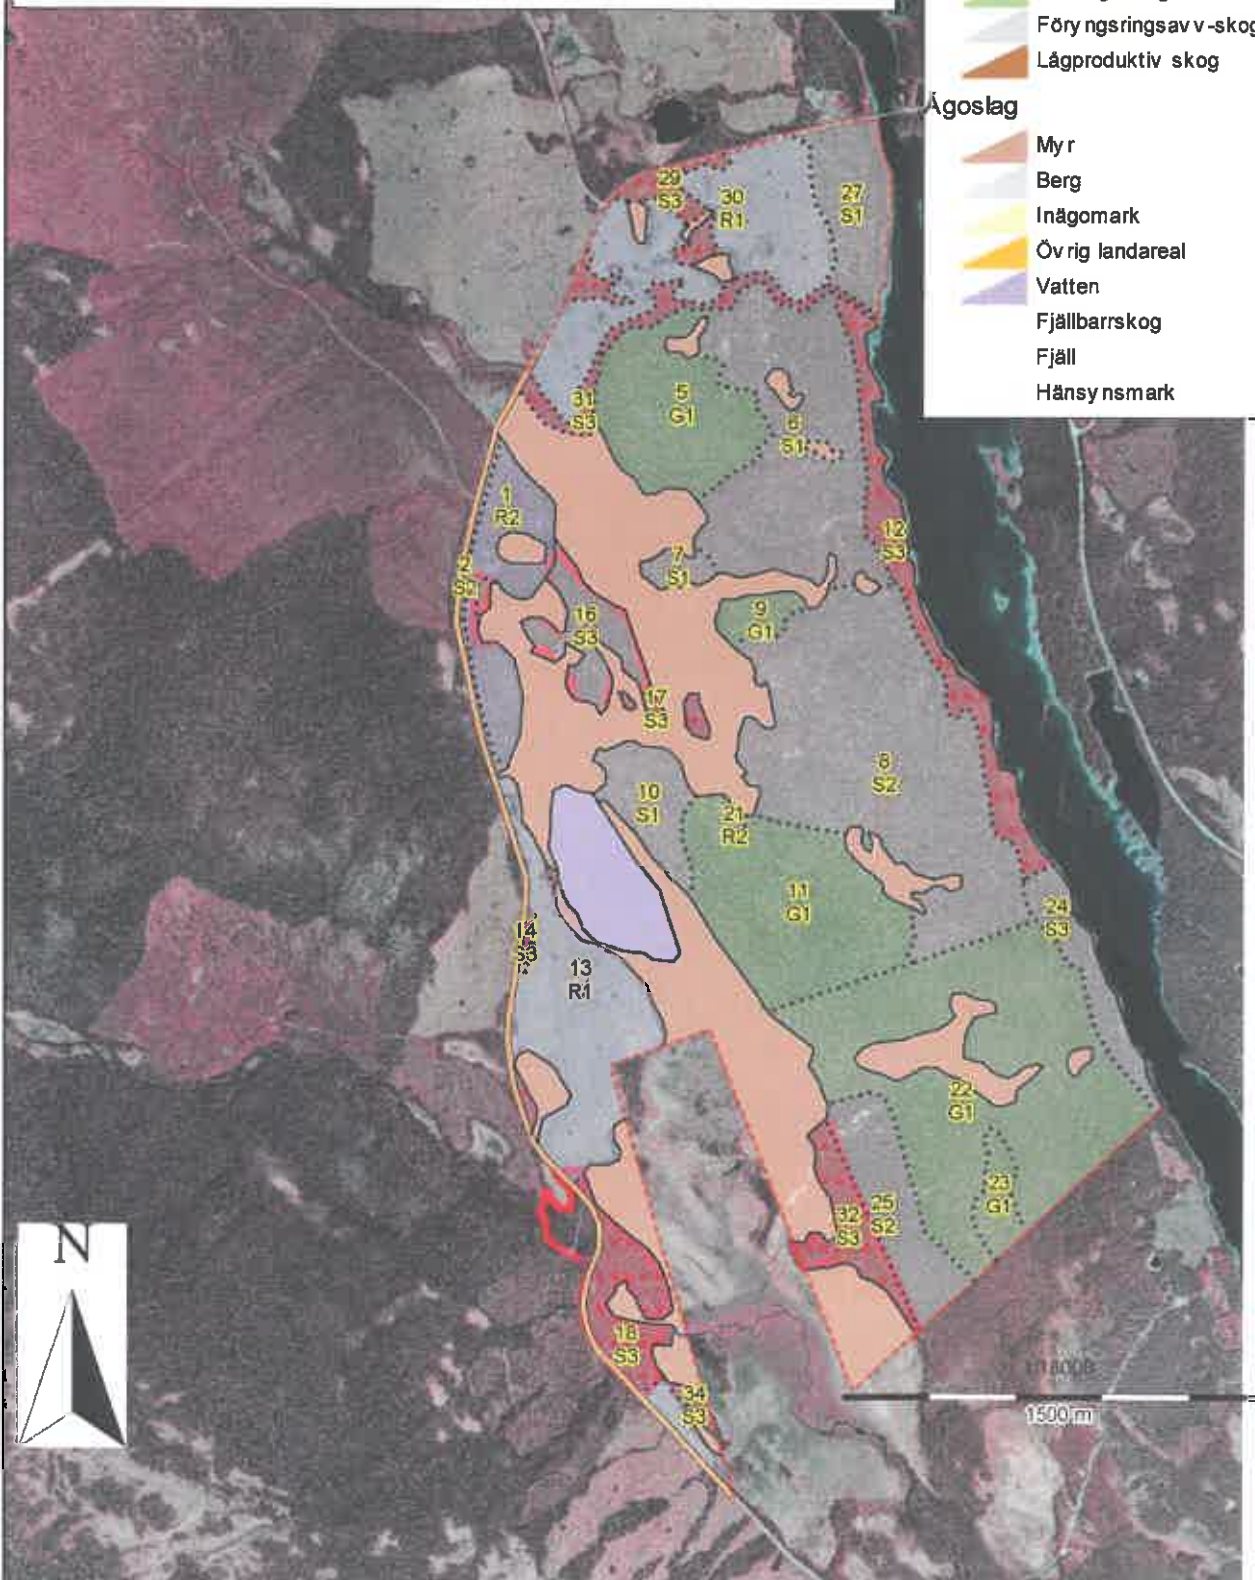 Föryngsringsavv-skog
Lågproduktiv skog
Ägoslag
Myr
Berg
Inägomark
Övrig landareal
Vatten
Fjällbarrskog
Fjäll
Hänsynsmark
29
S3
30
R1
27
S1
5
G1
31
S3
6
S1
1
R2
12
S3
7
S1
2
9
G1
16
S3
17
S3
8
S2
10
S1
21
R2
11
G1
24
S3
14
S3
13
R1
22
G1
23
G1
32
S3
25
S2
N
18
S3
34
S3
1500 m